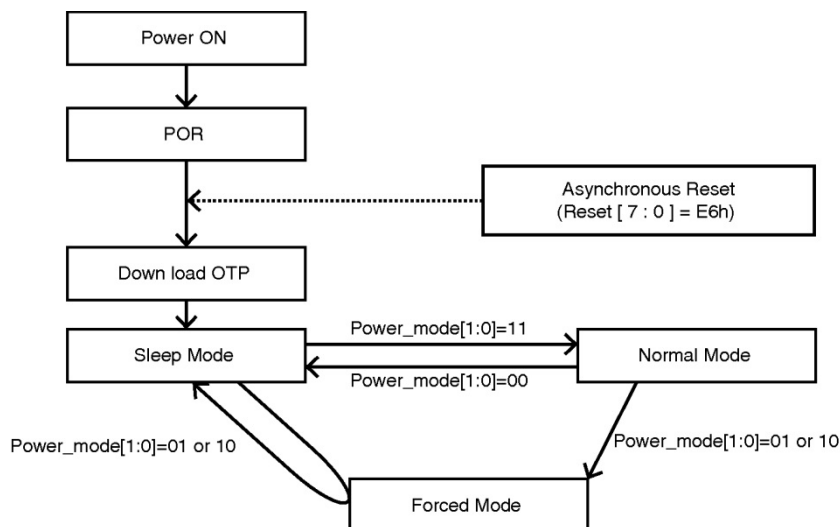 Power ON
POR
Asynchronous Reset
(Reset [ 7 : 0 ] = E6h)
Down load OTP
Power_mode[1:0]=11
Sleep Mode
Normal Mode
Power_mode[1:0]=00
Power_mode[1:0]=01 or 10
Power_mode[1:0]=01 or 10
Forced Mode